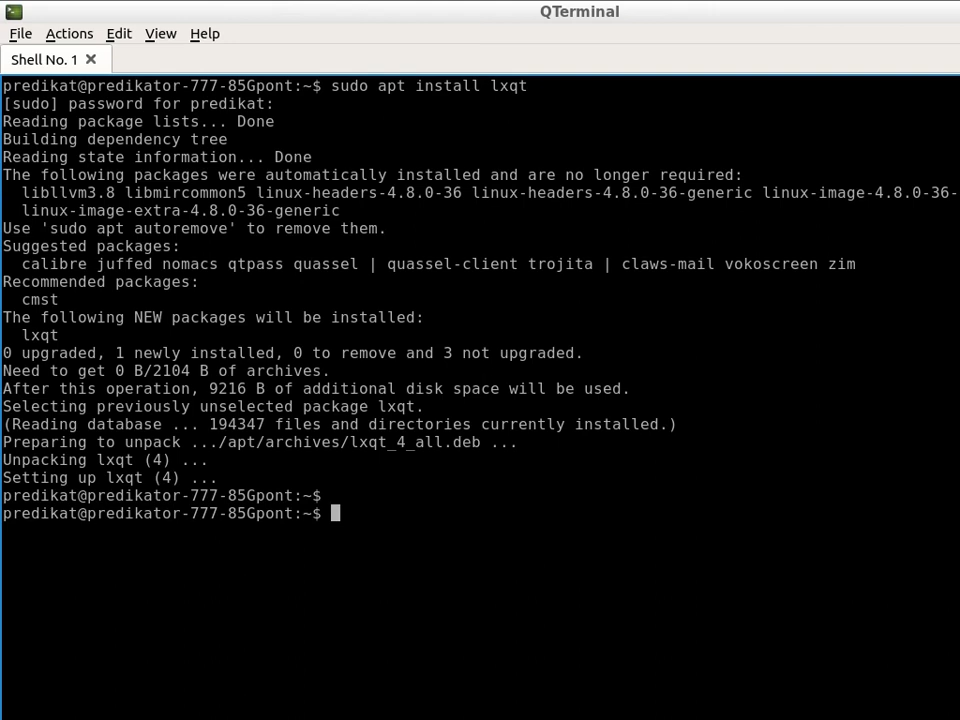 QTerminal
File Actions Edit View Help
Shell No. 1
predikat@predikator-777-85Gpont:~$ sudo apt install lxqt
[sudo] password for predikat:
Reading package lists... Done
Building dependency tree
Reading state information... Done
The following packages were automatically installed and are no longer required:
  libllvm3.8 libmircommon5 linux-headers-4.8.0-36 linux-headers-4.8.0-36-generic linux-image-4.8.0-36-
  linux-image-extra-4.8.0-36-generic
Use 'sudo apt autoremove' to remove them.
Suggested packages:
  calibre juffed nomacs qtpass quassel | quassel-client trojita | claws-mail vokoscreen zim
Recommended packages:
  cmst
The following NEW packages will be installed:
  lxqt
0 upgraded, 1 newly installed, 0 to remove and 3 not upgraded.
Need to get 0 B/2104 B of archives.
After this operation, 9216 B of additional disk space will be used.
Selecting previously unselected package lxqt.
(Reading database ... 194347 files and directories currently installed.)
Preparing to unpack .../apt/archives/lxqt_4_all.deb ...
Unpacking lxqt (4) ...
Setting up lxqt (4) ...
predikat@predikator-777-85Gpont:~$
predikat@predikator-777-85Gpont:~$